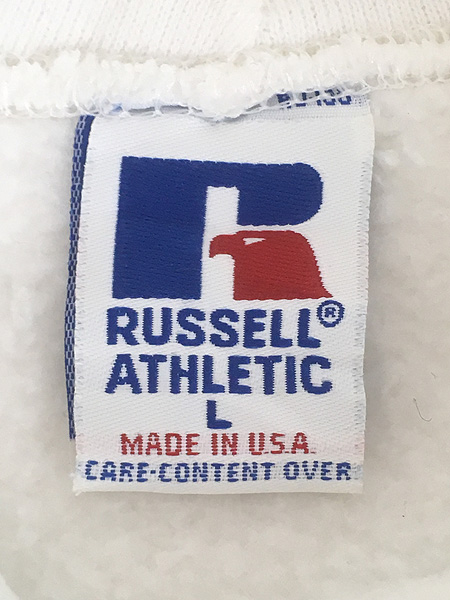 RUSSELL®
ATHLETIC
L
MADE IN U.S.A.
CARE-CONTENT OVER